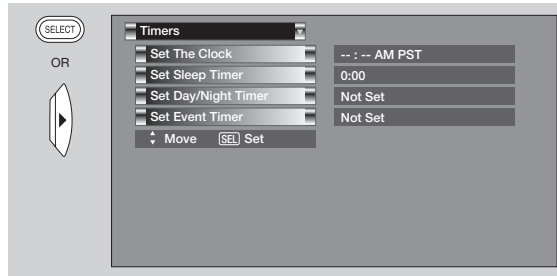 SELECT
OR
Timers
Set The Clock -- : -- AM PST
Set Sleep Timer 0:00
Set Day/Night Timer Not Set
Set Event Timer Not Set
Move SEL Set